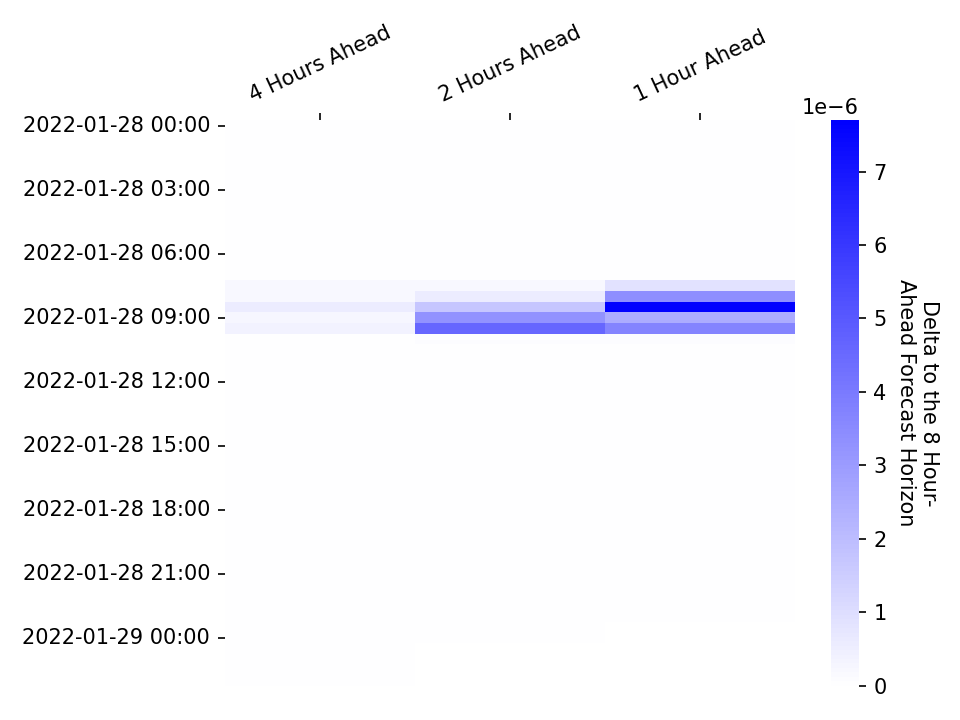 4 Hours Ahead
2 Hours Ahead
1 Hour Ahead
1e−6
2022-01-28 00:00
2022-01-28 03:00
2022-01-28 06:00
2022-01-28 09:00
2022-01-28 12:00
2022-01-28 15:00
2022-01-28 18:00
2022-01-28 21:00
2022-01-29 00:00
7
6
5
4
3
2
1
0
Delta to the 8 Hour-
Ahead Forecast Horizon